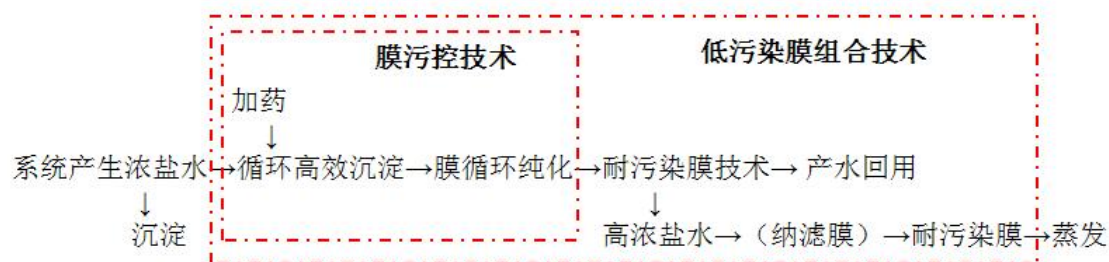 膜污控技术 低污染膜组合技术
加药
↓
系统产生浓盐水→循环高效沉淀→膜循环纯化→耐污染膜技术→ 产水回用
↓ ↓
沉淀 高浓盐水→（纳滤膜）→耐污染膜→蒸发